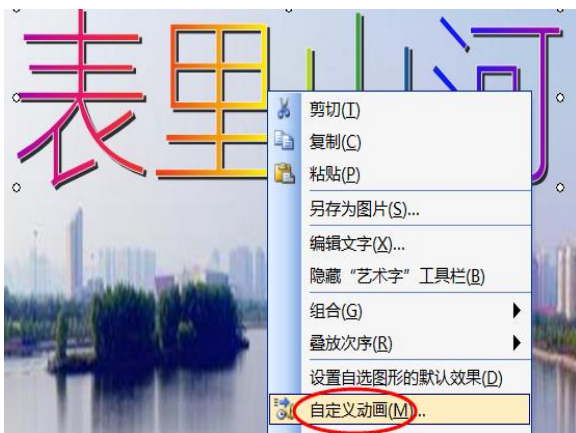 表里山河
剪切(T)
复制(C)
粘贴(P)
另存为图片(S)...
编辑文字(X)...
隐藏“艺术字”工具栏(B)
组合(G)
叠放次序(R)
设置自选图形的默认效果(D)
自定义动画(M)...